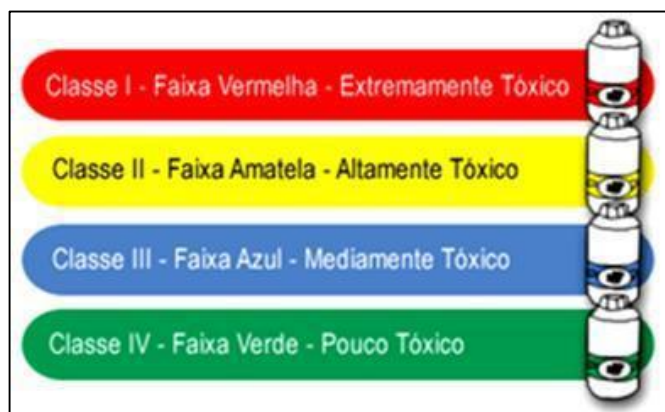 Classe I - Faixa Vermelha - Extremamente Tóxico
Classe II - Faixa Amatela - Altamente Tóxico
Classe III - Faixa Azul - Mediamente Tóxico
Classe IV - Faixa Verde - Pouco Tóxico